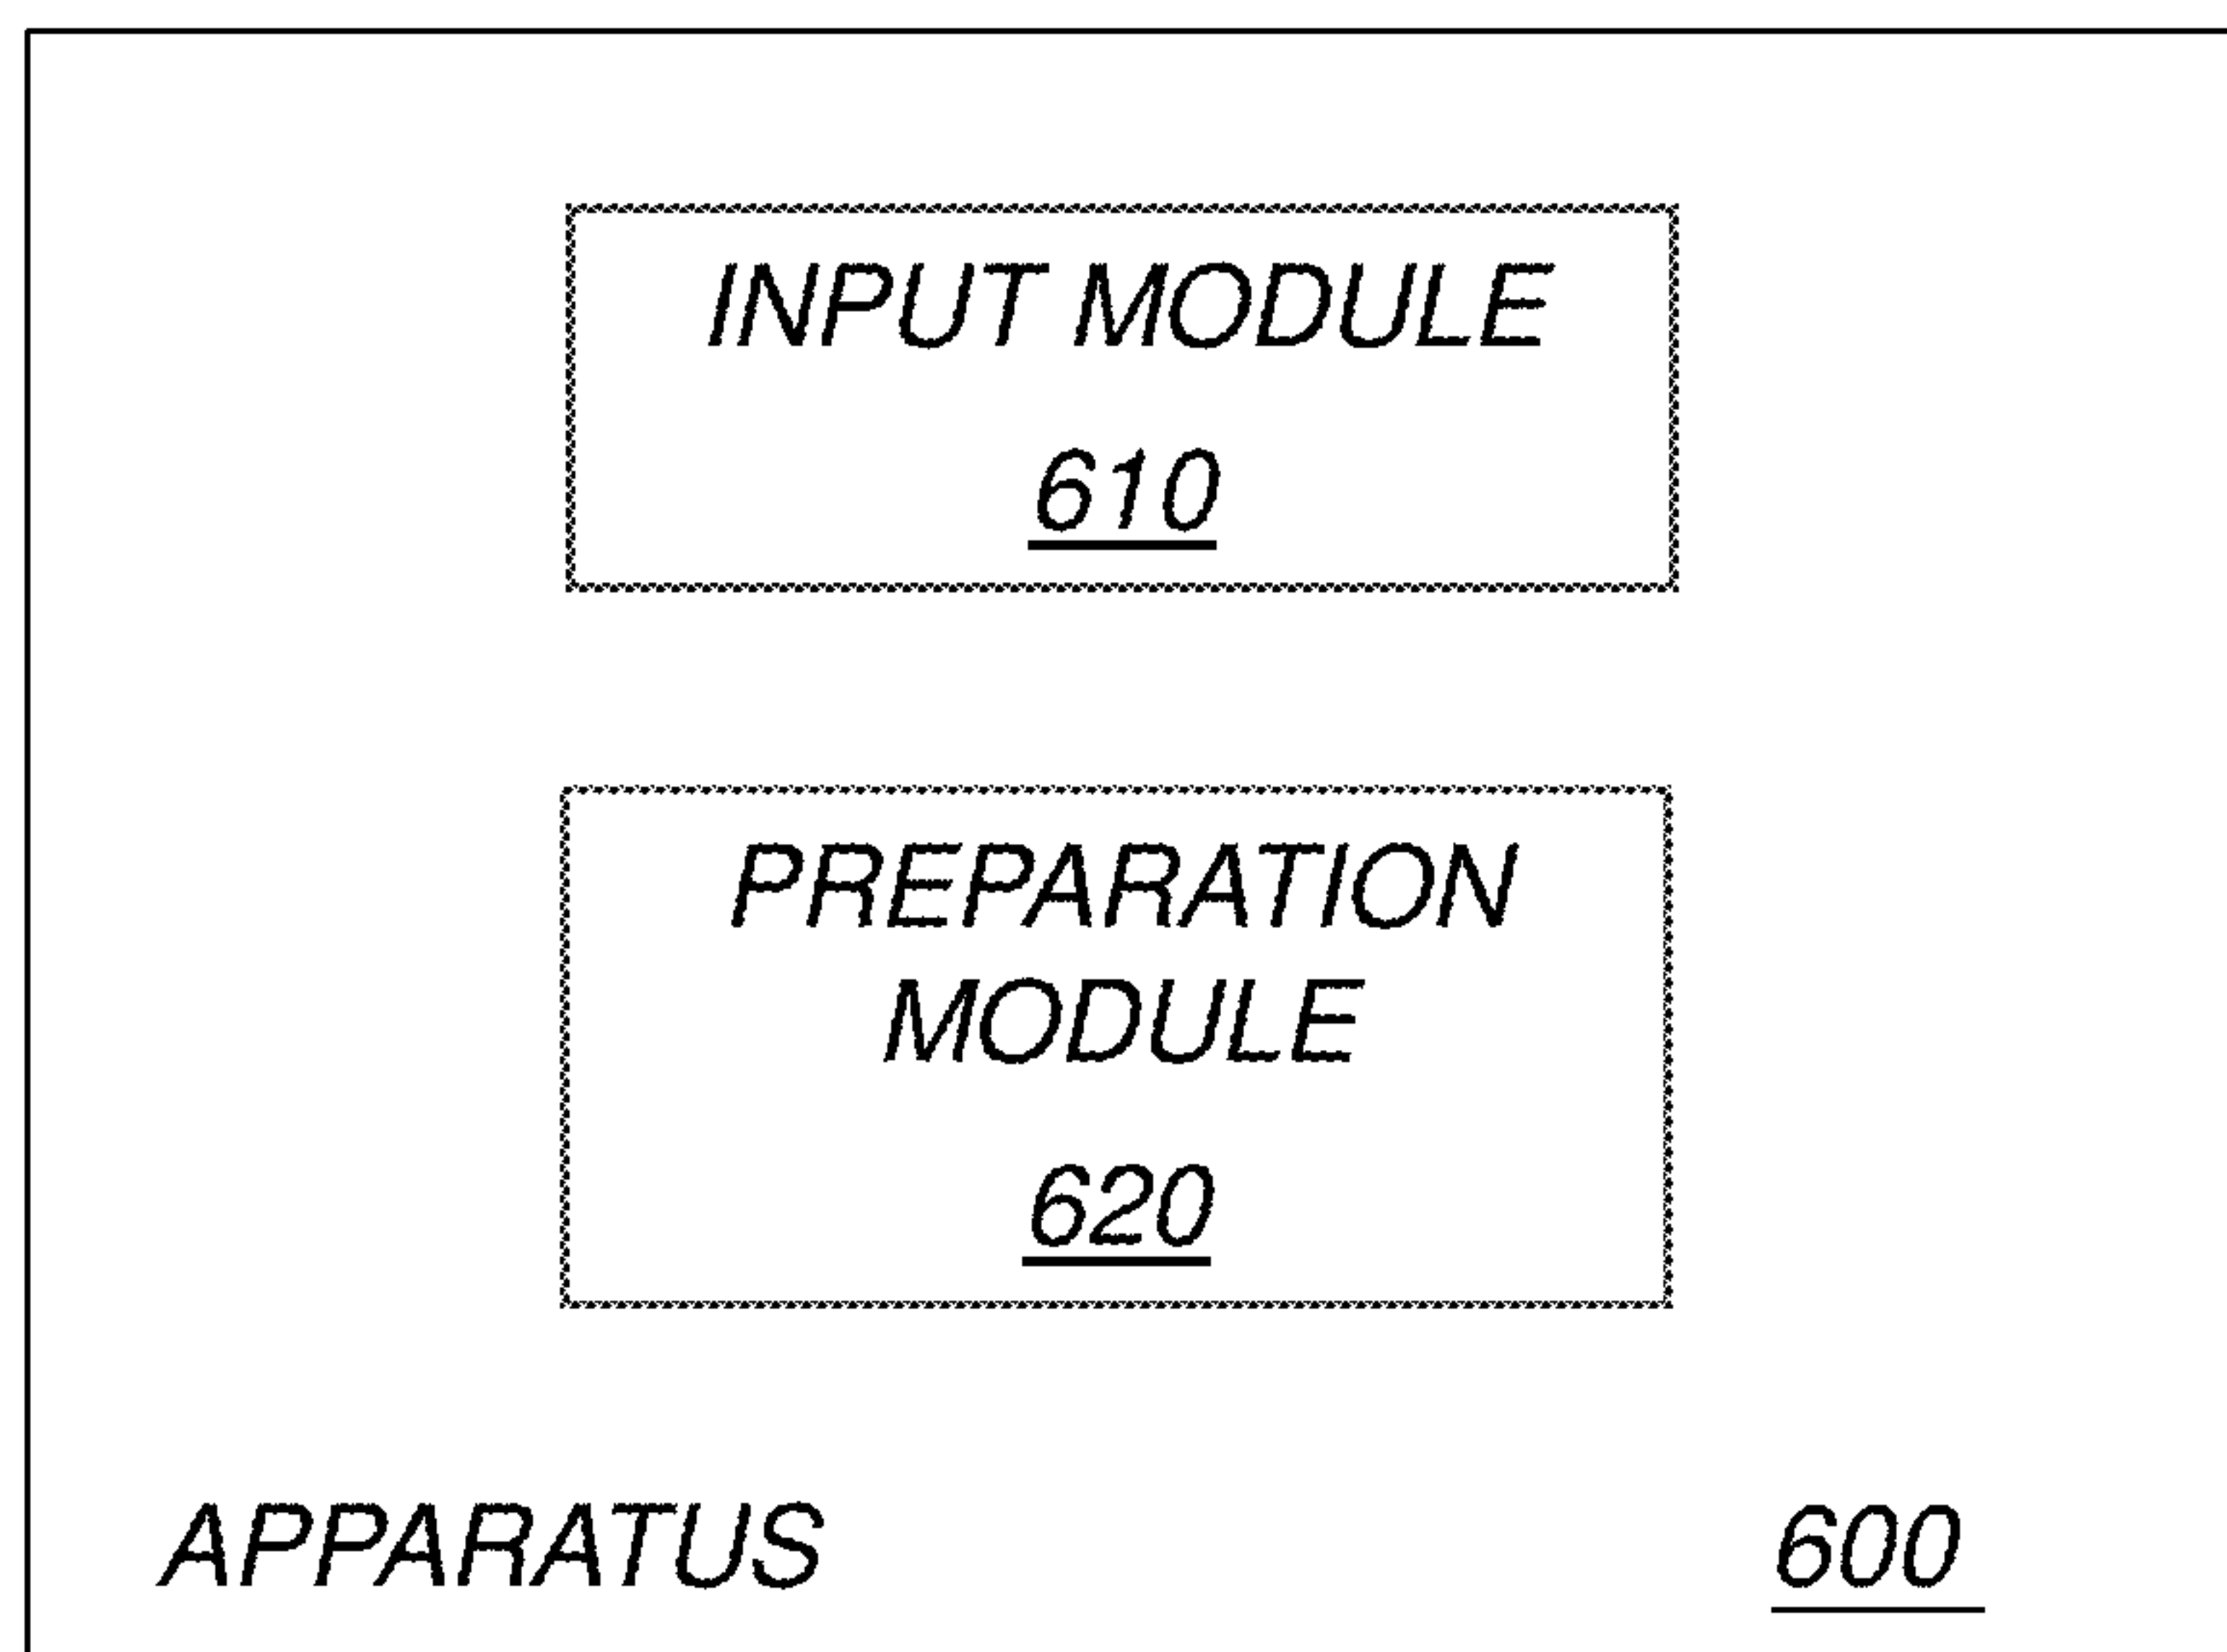 INPUT MODULE
610
PREPARATION
MODULE
620
APPARATUS 600